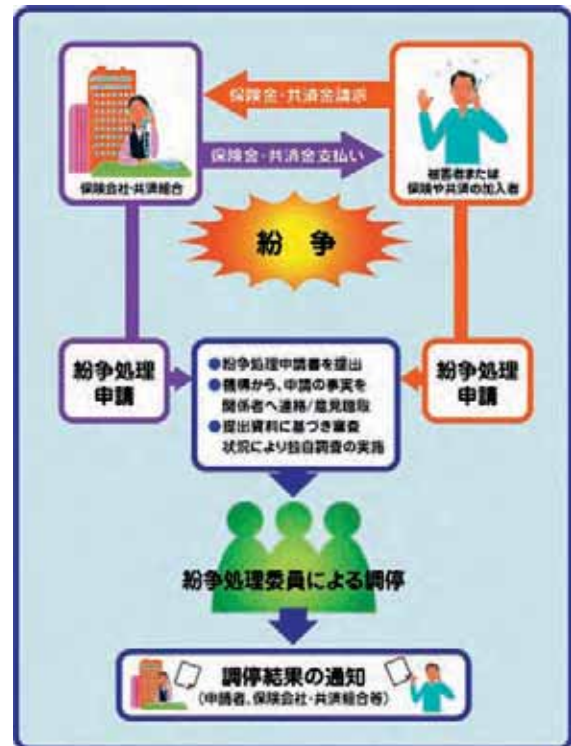 保険金・共済金請求
保険金・共済金支払い
保険会社・共済組合
被害者または
保険や共済の加入者
紛争
紛争処理
申請
●紛争処理申請書を提出
●機構から、申請の事実を
関係者へ連絡/意見聴取
●提出資料に基づき審査
状況により独自調査の実施
紛争処理
申請
紛争処理委員による調停
調停結果の通知
(申請者、保険会社・共済組合等)